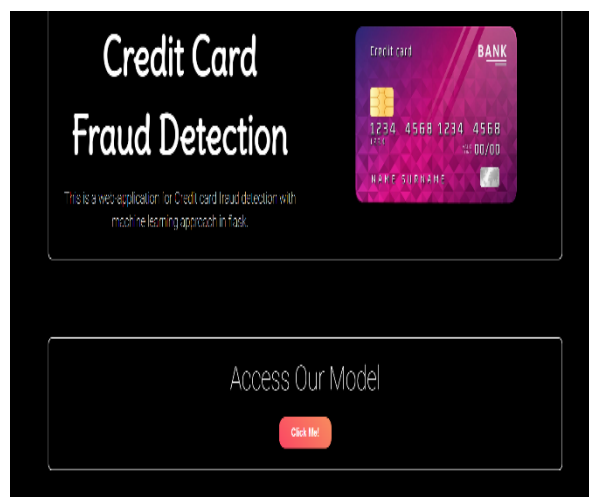 Credit Card
Fraud Detection
This is a web-application for Credit card fraud detection with
machine learning approach in flask.
Credit card
BANK
1234 4568 1234 4568
00/00
NAME SURNAME
Access Our Model
Click Me!